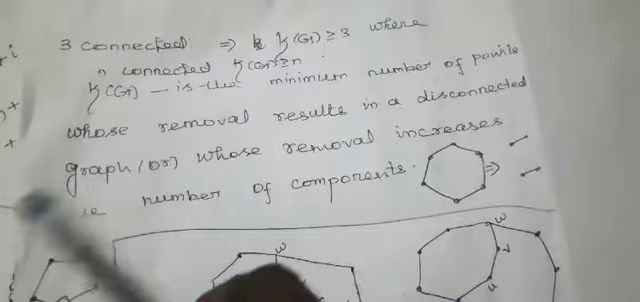 3 connected ⇒ K(G) ≥ 3 where
n connected K(G) ≥ n
K(G) — is the minimum number of points
whose removal results in a disconnected
graph (or) whose removal increases
number of components.
⇒
w
w
v
u